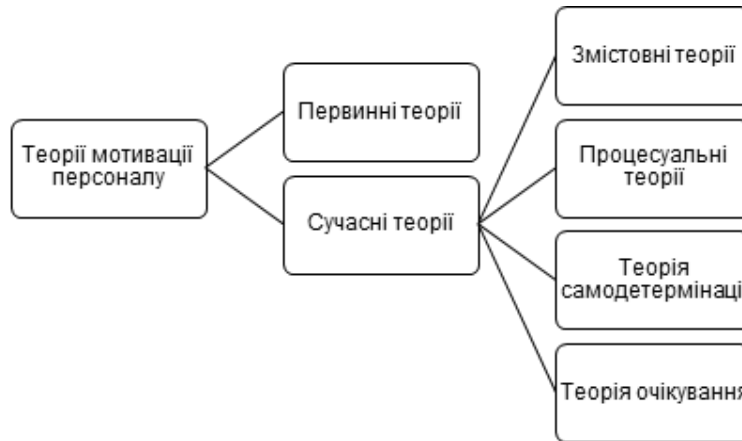 Теорії мотивації
персоналу
Первинні теорії
Сучасні теорії
Змістовні теорії
Процесуальні
теорії
Теорія
самодетермінаці
Теорія очікування